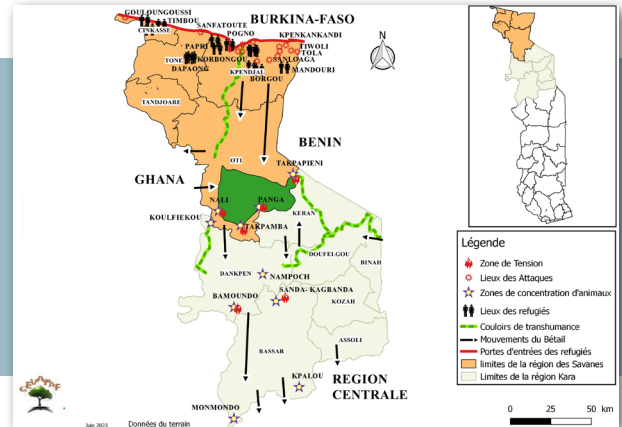 GOULOUNGOUSSI
TIMBOU
CINKASSE
BURKINA-FASO
SANFATOUTE
POGNO
KPENKANKANDI
PAPRI
TIWOLI
TOLA
TONE
KORBONGOU
SANLOAGA
DAPAONG
KPENDJAL
MANDOURI
BORGOU
TANDJOARE
N
OTI
BENIN
TAKPAPIENI
GHANA
NALI
PANGA
KOULFIEKOU
KERAN
TAKPAMBA
DOUFELGOU
BINAH
DANKPEN
NAMPOCH
SANDA- KAGBANDA
BAMOUNDO
KOZAH
ASSOLI
BASSAR
KPALOU
REGION
CENTRALE
MONMONDO
Juin 2023
Données du terrain
Légende
Zone de Tension
Lieux des Attaques
Zones de concentration d'animaux
Lieux des refugiés
Couloirs de transhumance
Mouvements du Bétail
Portes d'entrées des refugiés
limites de la région des Savanes
Limites de la région Kara
0 25 50 km